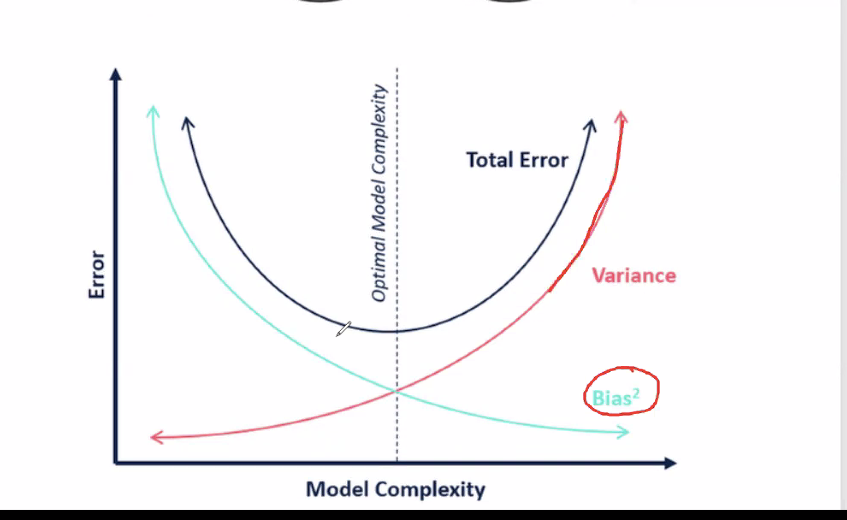 Optimal Model Complexity
Total Error
Error
Variance
Bias²
Model Complexity